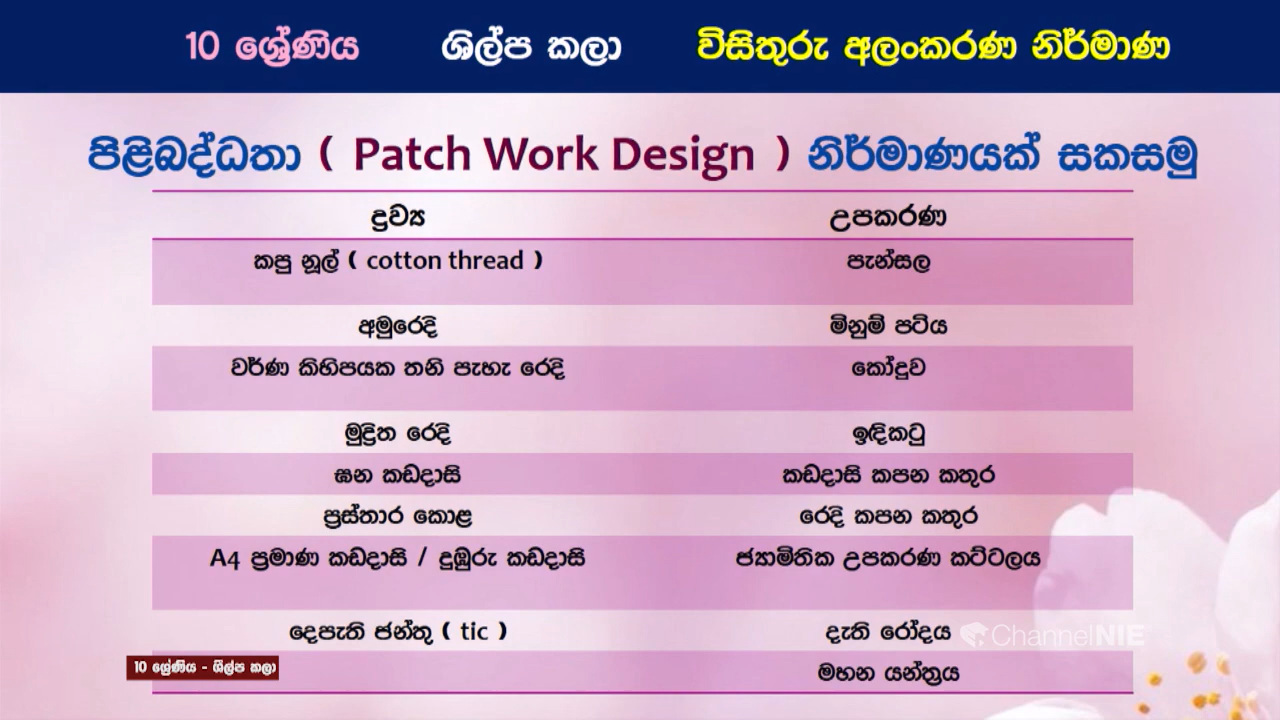 10 ශ්‍රේණිය ශිල්ප කලා විසිතුරු අලංකරණ නිර්මාණ
පිළිබද්ධතා ( Patch Work Design ) නිර්මාණයක් සකසමු
ද්‍රව්‍ය උපකරණ
කපු නූල් ( cotton thread ) පැන්සල
අමුරෙදි මිනුම් පටිය
වර්ණ කිහිපයක තනි පැහැ රෙදි කෝදුව
මුද්‍රිත රෙදි ඉඳිකටු
ඝන කඩදාසි කඩදාසි කපන කතුර
ප්‍රස්තාර කොළ රෙදි කපන කතුර
A4 ප්‍රමාණ කඩදාසි / දුඹුරු කඩදාසි ජ්‍යාමිතික උපකරණ කට්ටලය
දෙපැති ජන්තු ( tic ) දැති රෝදය
ChannelNIE
10 ශ්‍රේණිය - ශිල්ප කලා
මහන යන්ත්‍රය